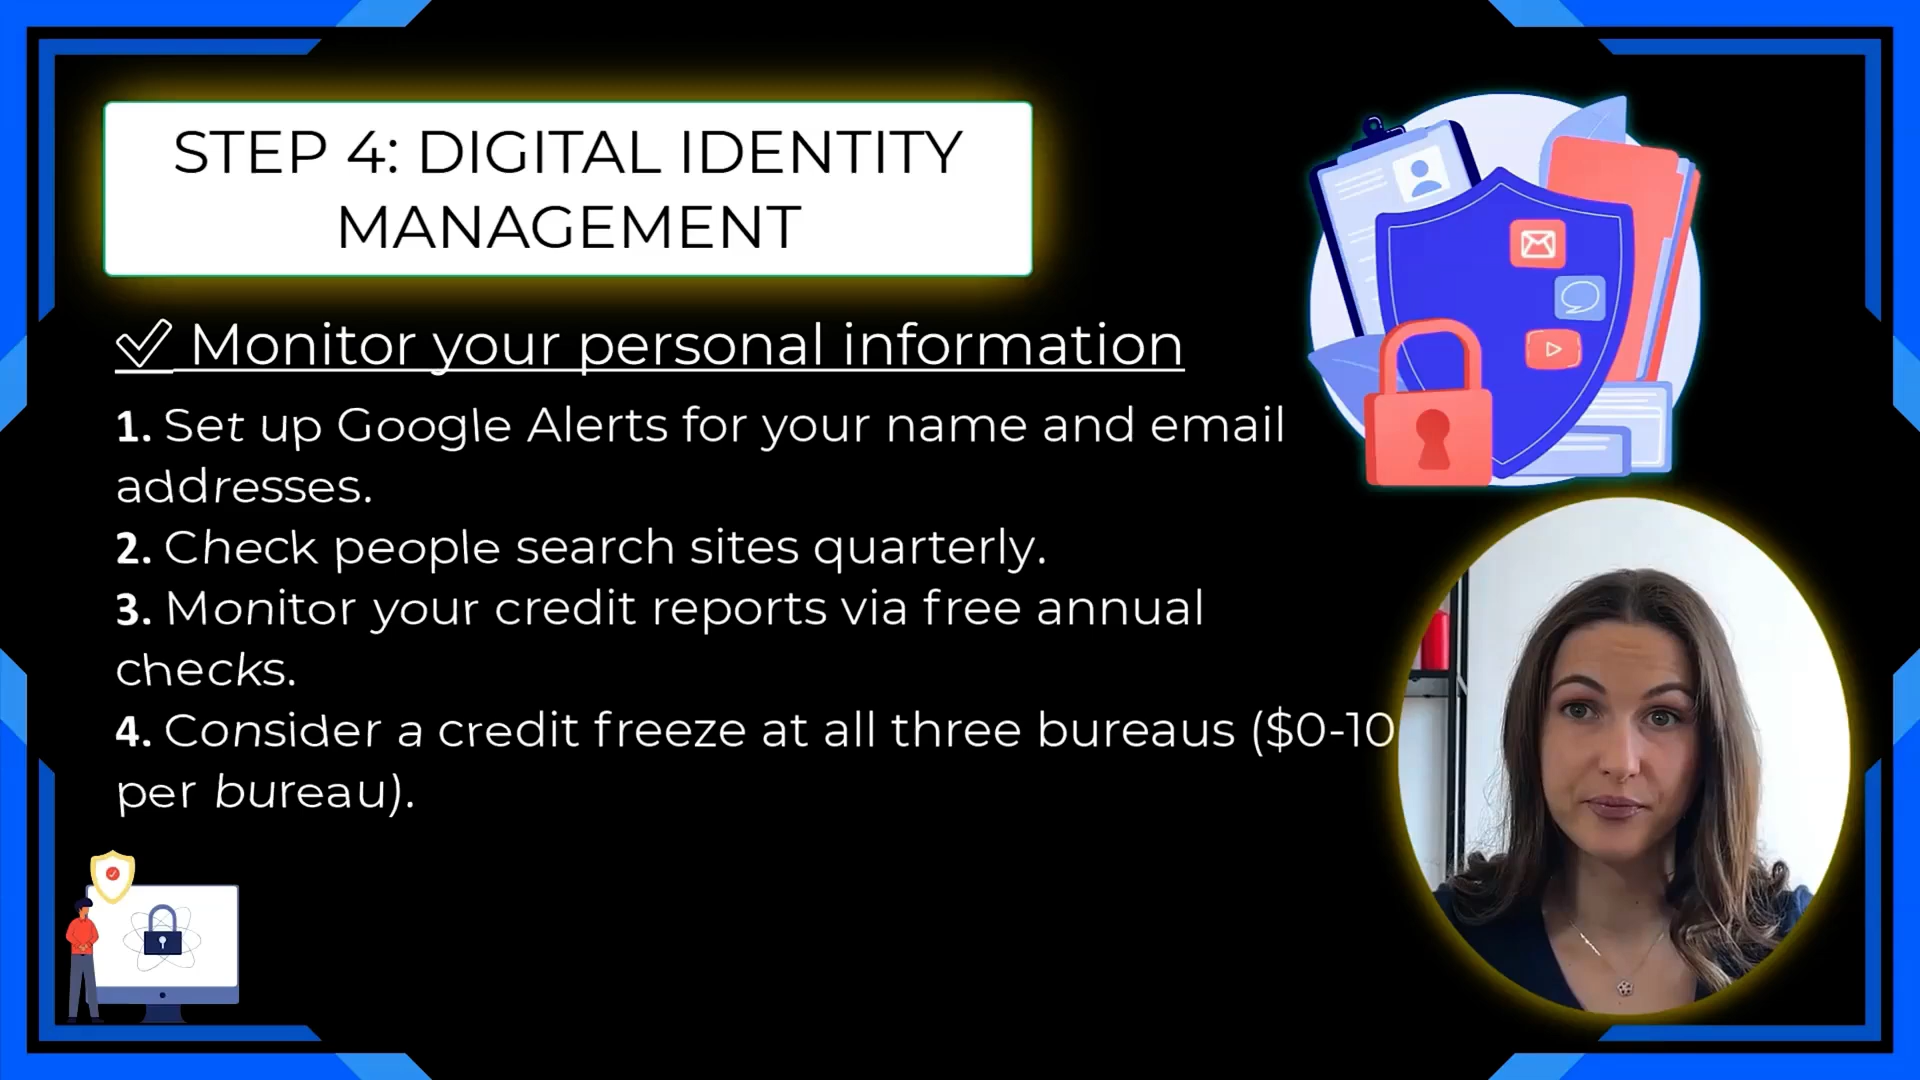 STEP 4: DIGITAL IDENTITY
MANAGEMENT
✓ Monitor your personal information
1. Set up Google Alerts for your name and email
addresses.
2. Check people search sites quarterly.
3. Monitor your credit reports via free annual
checks.
4. Consider a credit freeze at all three bureaus ($0-10
per bureau).